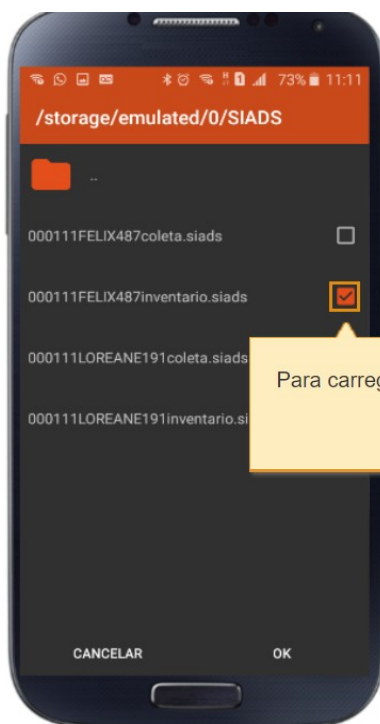 73% 11:11
/storage/emulated/0/SIADS
..
000111FELIX487coleta.siads
000111FELIX487inventario.siads
000111LOREANE191coleta.siads
Para carreg
000111LOREANE191inventario.si
CANCELAR OK